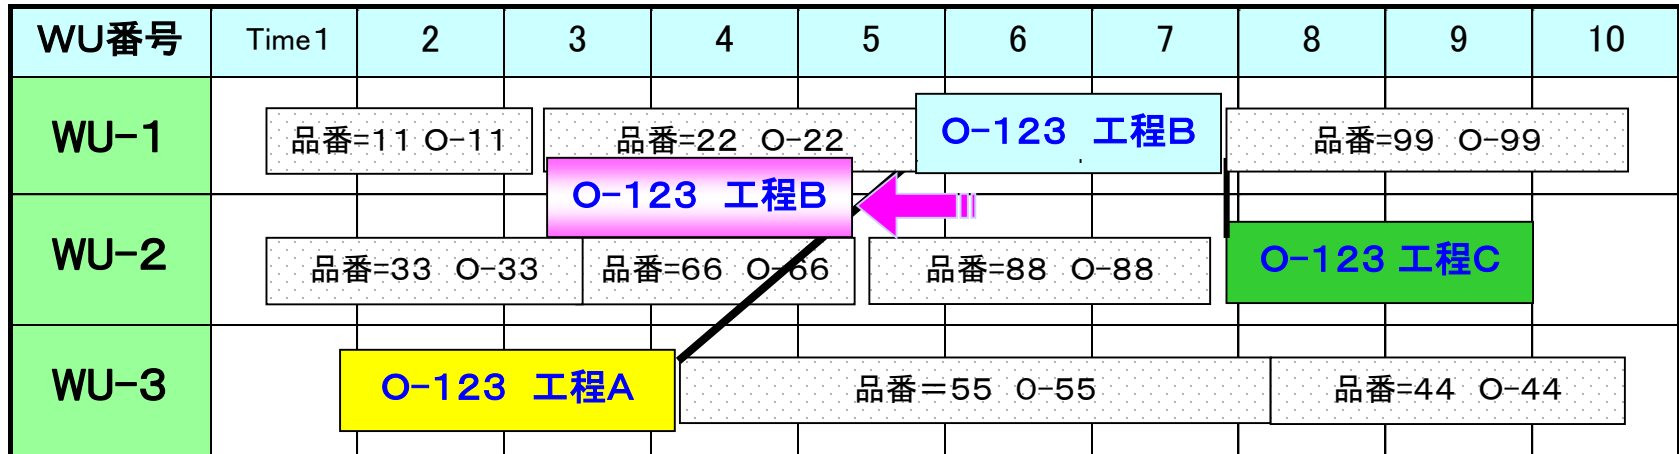 WU番号 Time1 2 3 4 5 6 7 8 9 10
WU-1 品番=11 O-11 品番=22 O-22 O-123 工程B 品番=99 O-99
O-123 工程B
WU-2 品番=33 O-33 品番=66 O-66 品番=88 O-88 O-123 工程C
WU-3 O-123 工程A 品番=55 O-55 品番=44 O-44